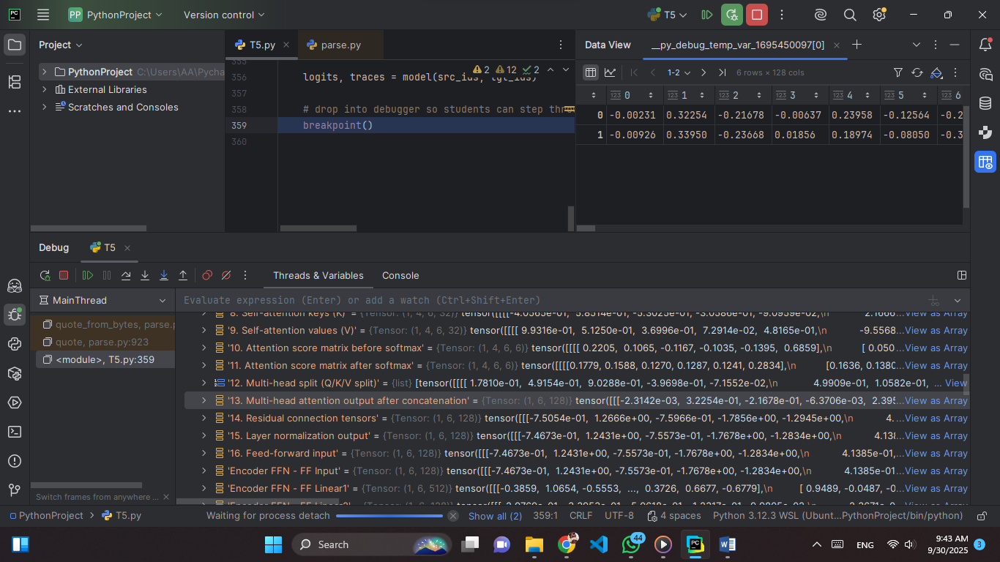 PC
PP PythonProject
Version control
T5
Project
PythonProject C:\Users\AA\Pycha
External Libraries
Scratches and Consoles
T5.py
parse.py
355
356 logits, traces = model(src_ids, tgt_ids)
2 12 2
357
358 # drop into debugger so students can step thro
359 breakpoint()
360
Data View __py_debug_temp_var_1695450097[0]
1-2 6 rows × 128 cols
123 0 123 1 123 2 123 3 123 4 123 5 123 6
0 -0.00231 0.32254 -0.21678 -0.00637 0.23958 -0.12564 -0.2
1 -0.00926 0.33950 -0.23668 0.01856 0.18974 -0.08050 -0.3
Debug T5
Threads & Variables Console
MainThread
Evaluate expression (Enter) or add a watch (Ctrl+Shift+Enter)
quote_from_bytes, parse.p
quote, parse.py:923
<module>, T5.py:359
Switch frames from anywhere ...
'8. Self-attention keys (K)' = {Tensor: (1, 4, 6, 32)} tensor([[[[-4.0565e-01, 5.8514e-01, -5.3025e-01, -3.0586e-01, -9.0959e-02,\n 2.1666...View as Array
'9. Self-attention values (V)' = {Tensor: (1, 4, 6, 32)} tensor([[[[ 9.9316e-01, 5.1250e-01, 3.6996e-01, 7.2914e-02, 4.8165e-01,\n -9.5568...View as Array
'10. Attention score matrix before softmax' = {Tensor: (1, 4, 6, 6)} tensor([[[[ 0.2205, 0.1065, -0.1167, -0.1035, -0.1395, 0.6859],\n [ 0.050...View as Array
'11. Attention score matrix after softmax' = {Tensor: (1, 4, 6, 6)} tensor([[[[0.1779, 0.1588, 0.1270, 0.1287, 0.1241, 0.2834],\n [0.1636, 0.1380...View as Array
'12. Multi-head split (Q/K/V split)' = {list} [tensor([[[[ 1.7810e-01, 4.9154e-01, 9.0288e-01, -3.9698e-01, -7.1552e-02,\n 4.9909e-01, 1.0582e-01, ... View
'13. Multi-head attention output after concatenation' = {Tensor: (1, 6, 128)} tensor([[[-2.3142e-03, 3.2254e-01, -2.1678e-01, -6.3706e-03, 2.395...View as Array
'14. Residual connection tensors' = {Tensor: (1, 6, 128)} tensor([[[-7.5054e-01, 1.2666e+00, -7.5966e-01, -1.7856e+00, -1.2945e+00,\n 4....View as Array
'15. Layer normalization output' = {Tensor: (1, 6, 128)} tensor([[[-7.4673e-01, 1.2431e+00, -7.5573e-01, -1.7678e+00, -1.2834e+00,\n 4.138...View as Array
'16. Feed-forward input' = {Tensor: (1, 6, 128)} tensor([[[-7.4673e-01, 1.2431e+00, -7.5573e-01, -1.7678e+00, -1.2834e+00,\n 4.1385e-01...View as Array
'Encoder FFN - FF Input' = {Tensor: (1, 6, 128)} tensor([[[-7.4673e-01, 1.2431e+00, -7.5573e-01, -1.7678e+00, -1.2834e+00,\n 4.1385e-01...View as Array
'Encoder FFN - FF Linear1' = {Tensor: (1, 6, 512)} tensor([[[-0.3859, 1.0654, -0.5553, ..., 0.3726, 0.6677, -0.6779],\n [ 0.9489, -0.0487, -0...View as Array
PythonProject T5.py
Waiting for process detach
Show all (2) 359:1 CRLF UTF-8 4 spaces Python 3.12.3 WSL (Ubunt...PythonProject/bin/python)
Search
44
ENG
9:43 AM
9/30/2025
3